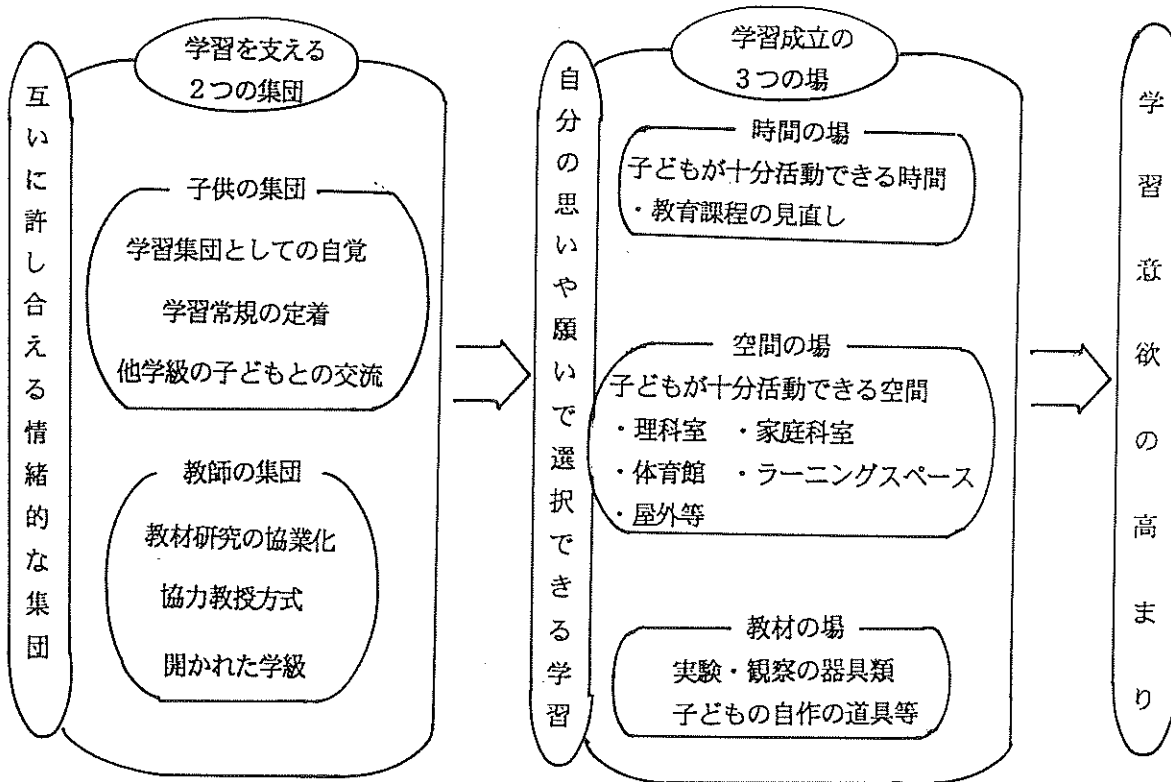 互いに許し合える情緒的な集団
学習を支える
2つの集団
子供の集団
学習集団としての自覚
学習常規の定着
他学級の子どもとの交流
教師の集団
教材研究の協業化
協力教授方式
開かれた学級
自分の思いや願いで選択できる学習
学習成立の
3つの場
時間の場
子どもが十分活動できる時間
・教育課程の見直し
空間の場
子どもが十分活動できる空間
・理科室 ・家庭科室
・体育館 ・ラーニングスペース
・屋外等
教材の場
実験・観察の器具類
子どもの自作の道具等
学習意欲の高まり